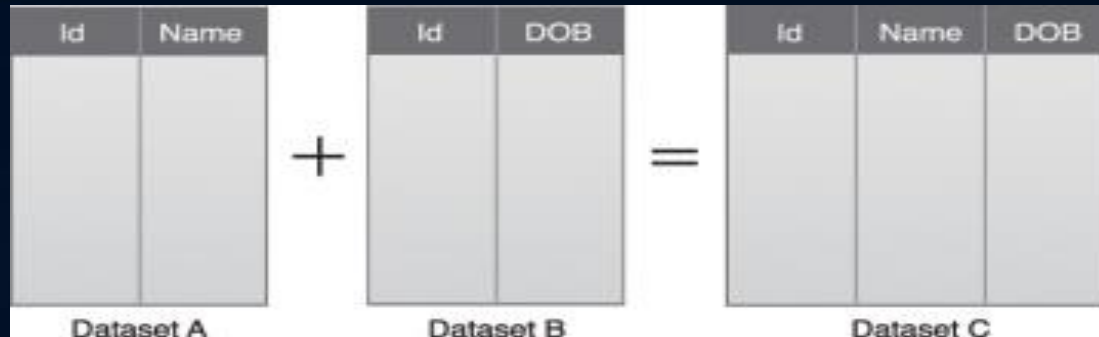 Id Name Id DOB Id Name DOB
+ =
Dataset A Dataset B Dataset C